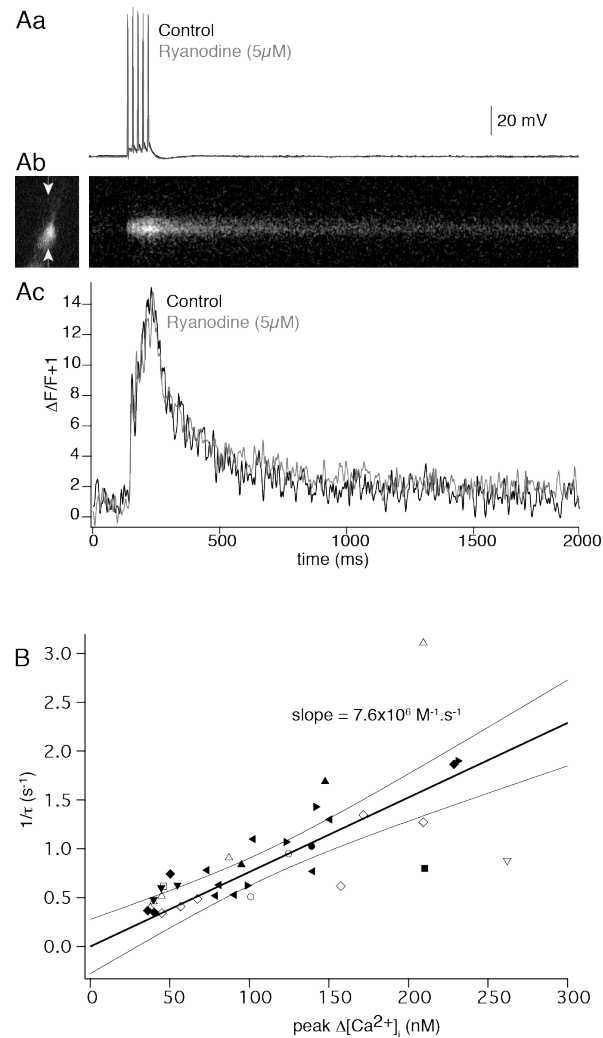 Aa
Control
Ryanodine (5µM)
20 mV
Ab
Ac
14
12
10
8
6
4
2
0
ΔF/F+1
Control
Ryanodine (5µM)
0 500 1000 1500 2000
time (ms)
B
3.0
2.5
2.0
1.5
1.0
0.5
0.0
1/τ (s⁻¹)
slope = 7.6x10⁶ M⁻¹.s⁻¹
0 50 100 150 200 250 300
peak Δ[Ca²⁺]ᵢ (nM)